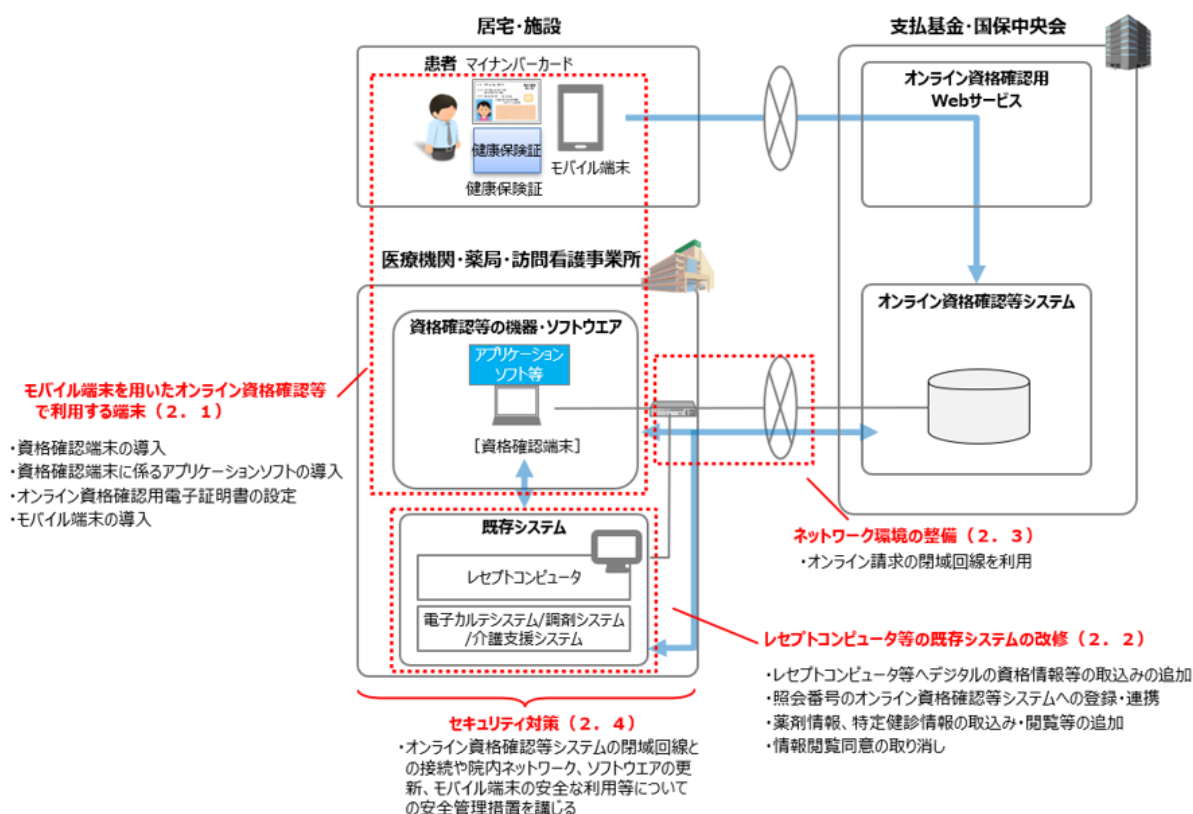 居宅・施設
患者 マイナンバーカード
健康保険証
健康保険証
モバイル端末
支払基金・国保中央会
オンライン資格確認用
Webサービス
オンライン資格確認等システム
医療機関・薬局・訪問看護事業所
資格確認等の機器・ソフトウエア
アプリケーション
ソフト等
[資格確認端末]
既存システム
レセプトコンピュータ
電子カルテシステム/調剤システム
/介護支援システム
モバイル端末を用いたオンライン資格確認等
で利用する端末（２．１）
・資格確認端末の導入
・資格確認端末に係るアプリケーションソフトの導入
・オンライン資格確認用電子証明書の設定
・モバイル端末の導入
ネットワーク環境の整備（２．３）
・オンライン請求の閉域回線を利用
レセプトコンピュータ等の既存システムの改修（２．２）
・レセプトコンピュータ等へデジタルの資格情報等の取込みの追加
・照会番号のオンライン資格確認等システムへの登録・連携
・薬剤情報、特定健診情報の取込み・閲覧等の追加
・情報閲覧同意の取り消し
セキュリティ対策（２．４）
・オンライン資格確認等システムの閉域回線と
の接続や院内ネットワーク、ソフトウエアの更
新、モバイル端末の安全な利用等について
の安全管理措置を講じる